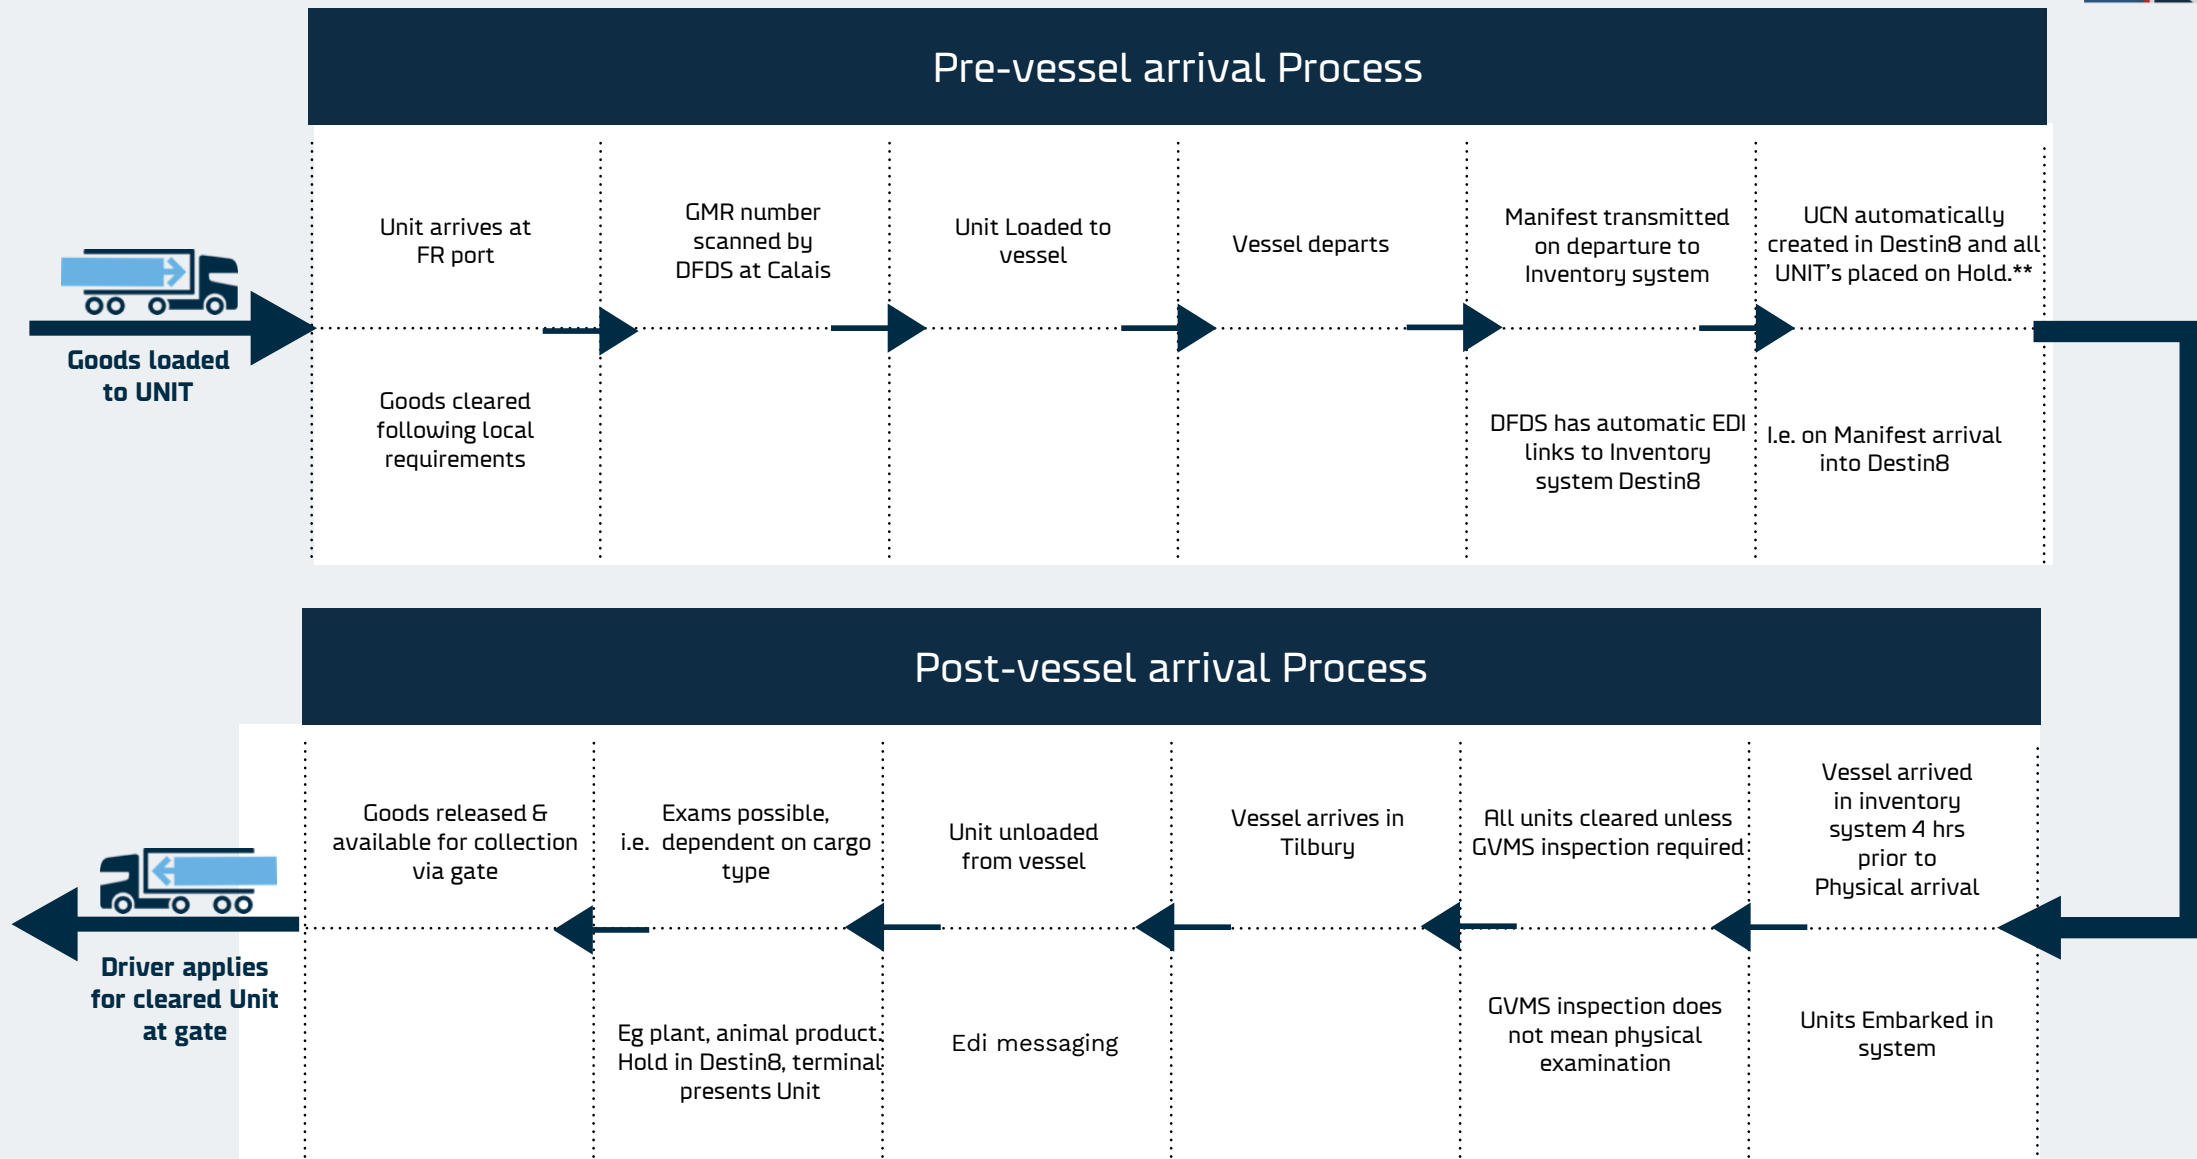 Pre-vessel arrival Process
Goods loaded
to UNIT
Unit arrives at
FR port
Goods cleared
following local
requirements
GMR number
scanned by
DFDS at Calais
Unit Loaded to
vessel
Vessel departs
Manifest transmitted
on departure to
Inventory system
DFDS has automatic EDI
links to Inventory
system Destin8
UCN automatically
created in Destin8 and all
UNIT's placed on Hold.**
I.e. on Manifest arrival
into Destin8
Post-vessel arrival Process
Vessel arrived
in inventory
system 4 hrs
prior to
Physical arrival
Units Embarked in
system
All units cleared unless
GVMS inspection required
GVMS inspection does
not mean physical
examination
Vessel arrives in
Tilbury
Unit unloaded
from vessel
Edi messaging
Exams possible,
i.e. dependent on cargo
type
Eg plant, animal product.
Hold in Destin8, terminal
presents Unit
Goods released &
available for collection
via gate
Driver applies
for cleared Unit
at gate